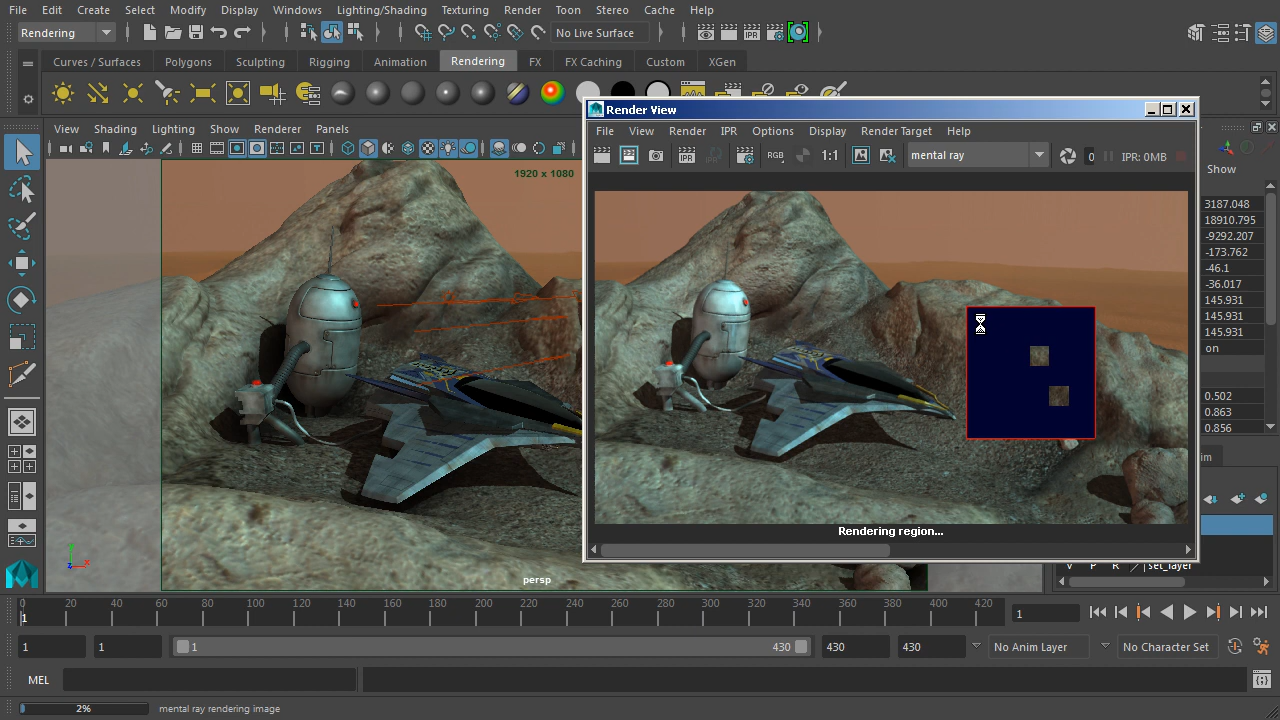 File Edit Create Select Modify Display Windows Lighting/Shading Texturing Render Toon Stereo Cache Help
Rendering No Live Surface IPR
Curves / Surfaces Polygons Sculpting Rigging Animation Rendering FX FX Caching Custom XGen
View Shading Lighting Show Renderer Panels
1920 x 1080
persp
Render View
File View Render IPR Options Display Render Target Help
IPR RGB 1:1 mental ray 0 IPR: 0MB
Rendering region...
Show
3187.048
18910.795
-9292.207
-173.762
-46.1
-36.017
145.931
145.931
145.931
on
0.502
0.863
0.856
im
V P R set_layer
0 20 40 60 80 100 120 140 160 180 200 220 240 260 280 300 320 340 360 380 400 420
1 1
1 1 1 430 430 430 No Anim Layer No Character Set
MEL
2% mental ray rendering image